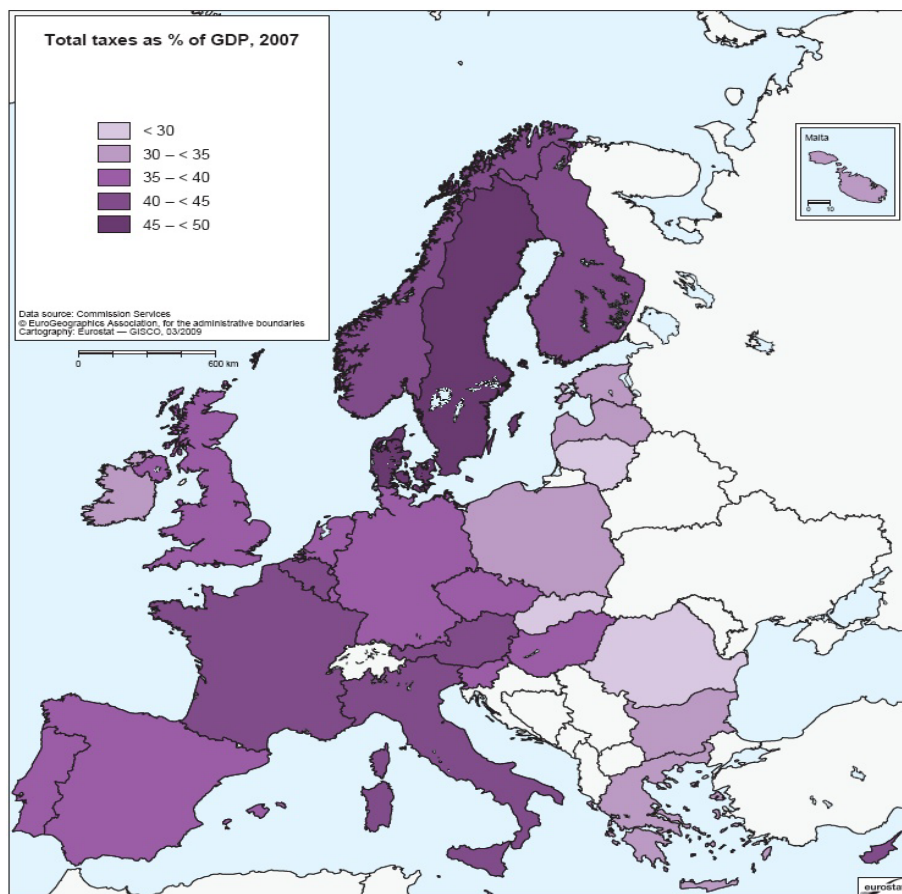 Total taxes as % of GDP, 2007
< 30
30 – < 35
35 – < 40
40 – < 45
45 – < 50
Data source: Commission Services
© EuroGeographics Association, for the administrative boundaries
Cartography: Eurostat — GISCO, 03/2009
0 600 km
Malta
0 10
eurostat